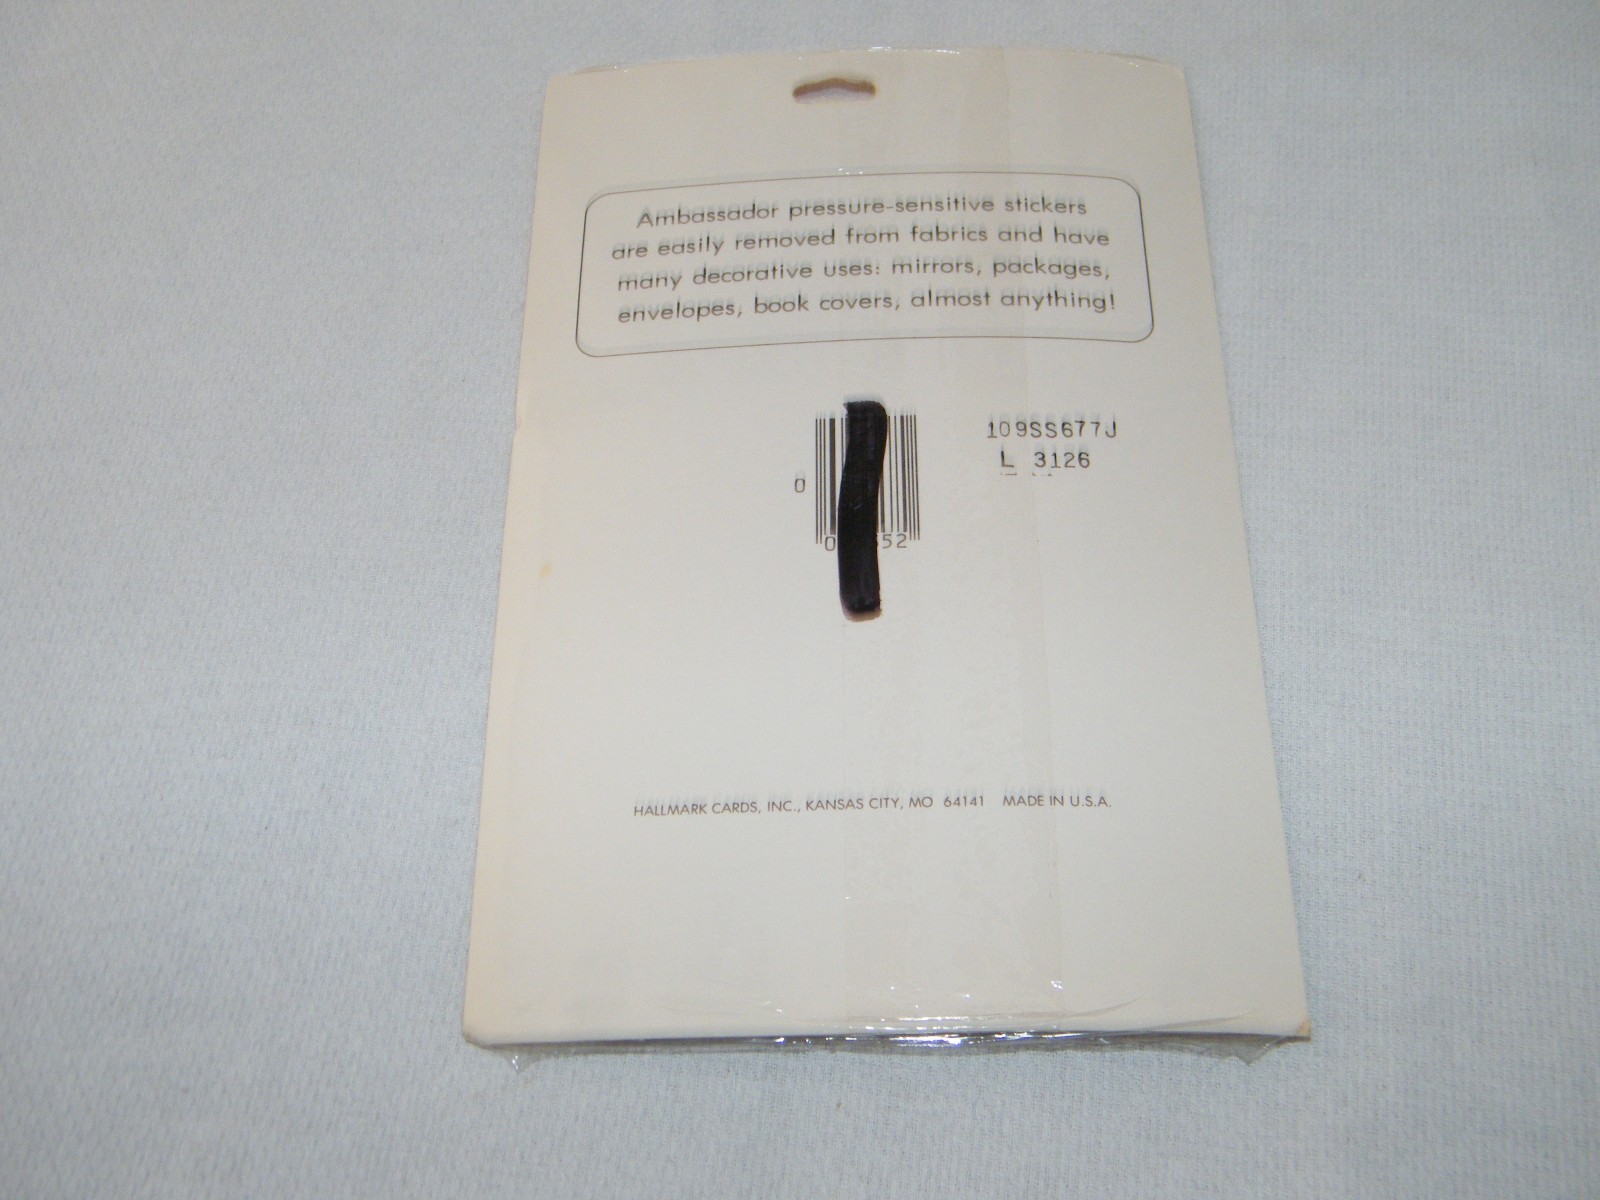 Ambassador pressure-sensitive stickers
are easily removed from fabrics and have
many decorative uses: mirrors, packages,
envelopes, book covers, almost anything!
109SS677J
L 3126
0
0 52
HALLMARK CARDS, INC., KANSAS CITY, MO 64141 MADE IN U.S.A.